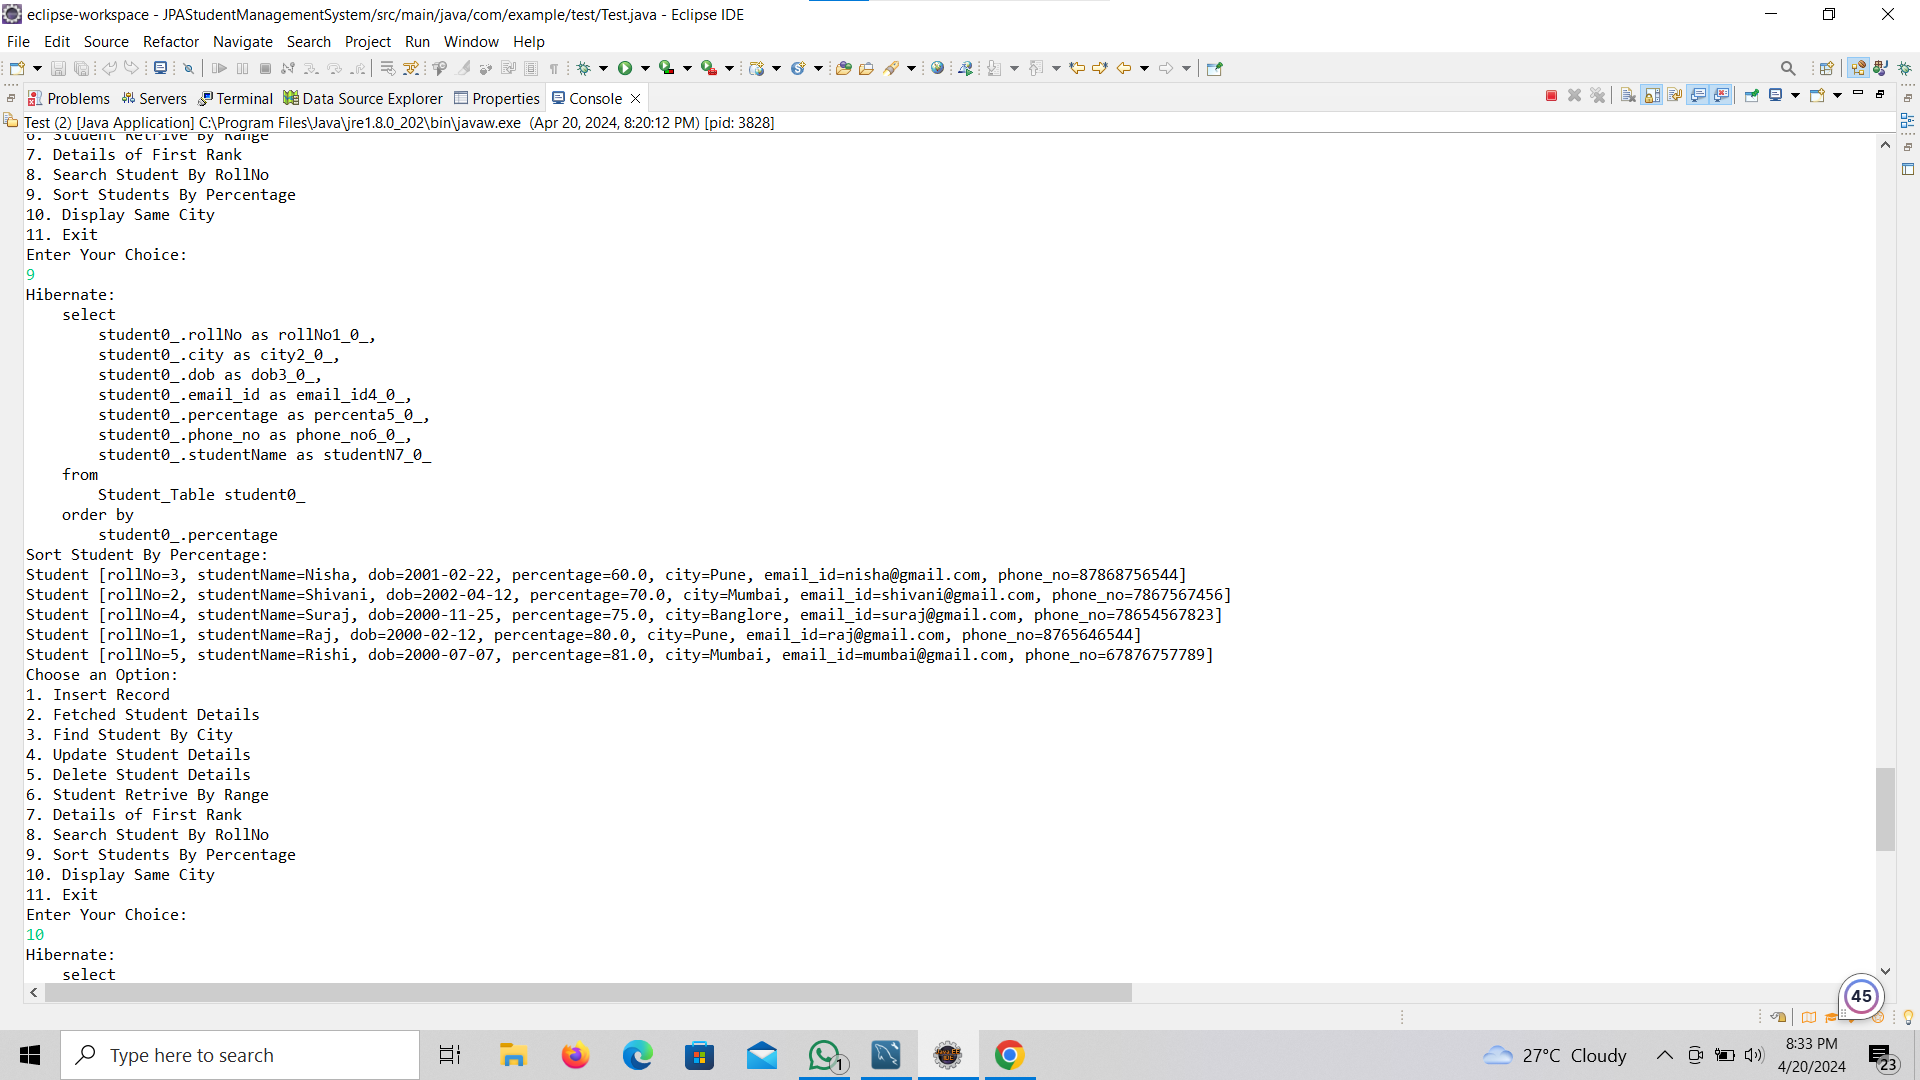 eclipse-workspace - JPAStudentManagementSystem/src/main/java/com/example/test/Test.java - Eclipse IDE
File Edit Source Refactor Navigate Search Project Run Window Help
Problems Servers Terminal Data Source Explorer Properties Console
Test (2) [Java Application] C:\Program Files\Java\jre1.8.0_202\bin\javaw.exe (Apr 20, 2024, 8:20:12 PM) [pid: 3828]
6. Student Retrive By Range
7. Details of First Rank
8. Search Student By RollNo
9. Sort Students By Percentage
10. Display Same City
11. Exit
Enter Your Choice:
9
Hibernate:
    select
        student0_.rollNo as rollNo1_0_,
        student0_.city as city2_0_,
        student0_.dob as dob3_0_,
        student0_.email_id as email_id4_0_,
        student0_.percentage as percenta5_0_,
        student0_.phone_no as phone_no6_0_,
        student0_.studentName as studentN7_0_
    from
        Student_Table student0_
    order by
        student0_.percentage
Sort Student By Percentage:
Student [rollNo=3, studentName=Nisha, dob=2001-02-22, percentage=60.0, city=Pune, email_id=nisha@gmail.com, phone_no=87868756544]
Student [rollNo=2, studentName=Shivani, dob=2002-04-12, percentage=70.0, city=Mumbai, email_id=shivani@gmail.com, phone_no=7867567456]
Student [rollNo=4, studentName=Suraj, dob=2000-11-25, percentage=75.0, city=Banglore, email_id=suraj@gmail.com, phone_no=78654567823]
Student [rollNo=1, studentName=Raj, dob=2000-02-12, percentage=80.0, city=Pune, email_id=raj@gmail.com, phone_no=8765646544]
Student [rollNo=5, studentName=Rishi, dob=2000-07-07, percentage=81.0, city=Mumbai, email_id=mumbai@gmail.com, phone_no=67876757789]
Choose an Option:
1. Insert Record
2. Fetched Student Details
3. Find Student By City
4. Update Student Details
5. Delete Student Details
6. Student Retrive By Range
7. Details of First Rank
8. Search Student By RollNo
9. Sort Students By Percentage
10. Display Same City
11. Exit
Enter Your Choice:
10
Hibernate:
    select
45
Type here to search
1
27°C Cloudy
8:33 PM
4/20/2024
23